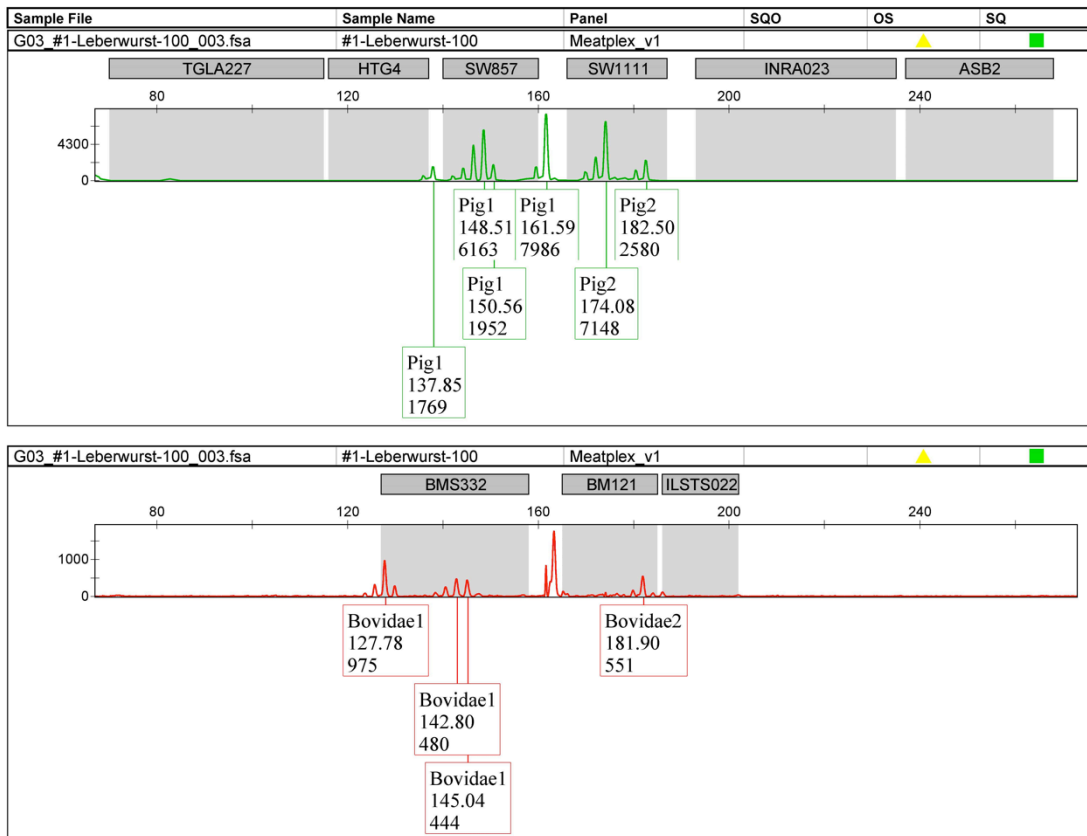 Sample File Sample Name Panel SQO OS SQ
G03_#1-Leberwurst-100_003.fsa #1-Leberwurst-100 Meatplex_v1
TGLA227 HTG4 SW857 SW1111 INRA023 ASB2
80 120 160 200 240
4300
0
Pig1
148.51
6163
Pig1
161.59
7986
Pig2
182.50
2580
Pig1
150.56
1952
Pig2
174.08
7148
Pig1
137.85
1769
G03_#1-Leberwurst-100_003.fsa #1-Leberwurst-100 Meatplex_v1
BMS332 BM121 ILSTS022
80 120 160 200 240
1000
0
Bovidae1
127.78
975
Bovidae2
181.90
551
Bovidae1
142.80
480
Bovidae1
145.04
444